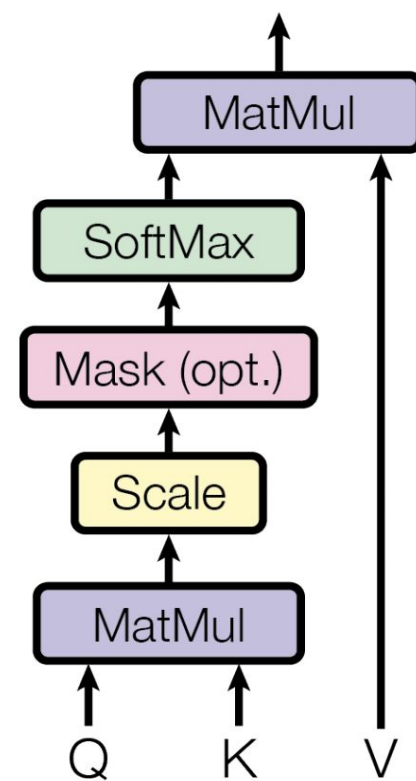 MatMul
SoftMax
Mask (opt.)
Scale
MatMul
Q K V